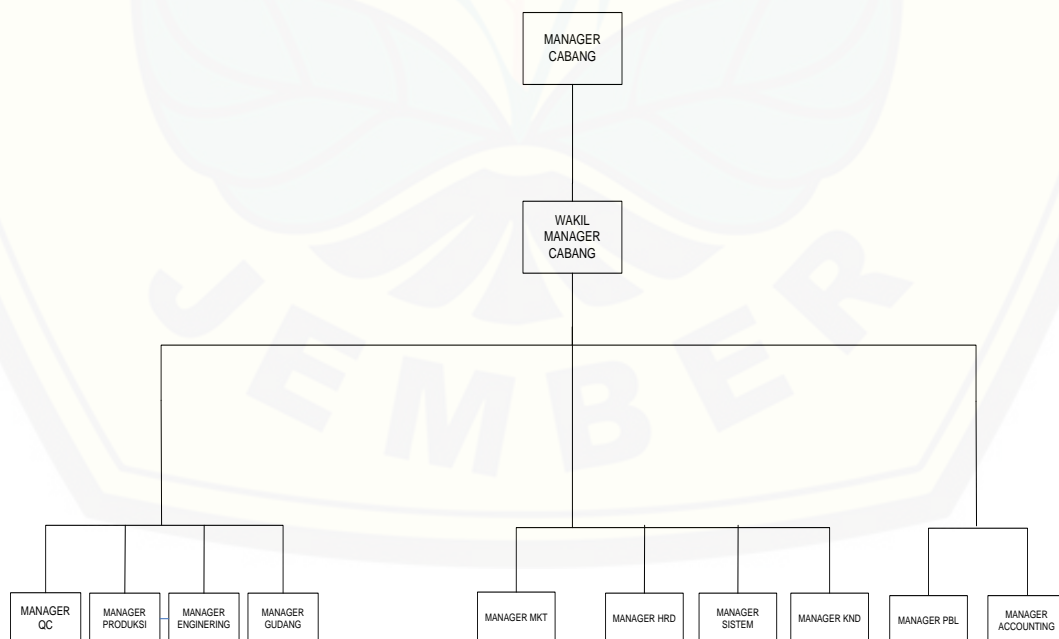 MANAGER
CABANG
WAKIL
MANAGER
CABANG
JEMBER
MANAGER
QC
MANAGER
PRODUKSI
MANAGER
ENGINERING
MANAGER
GUDANG
MANAGER MKT
MANAGER HRD
MANAGER
SISTEM
MANAGER KND
MANAGER PBL
MANAGER
ACCOUNTING